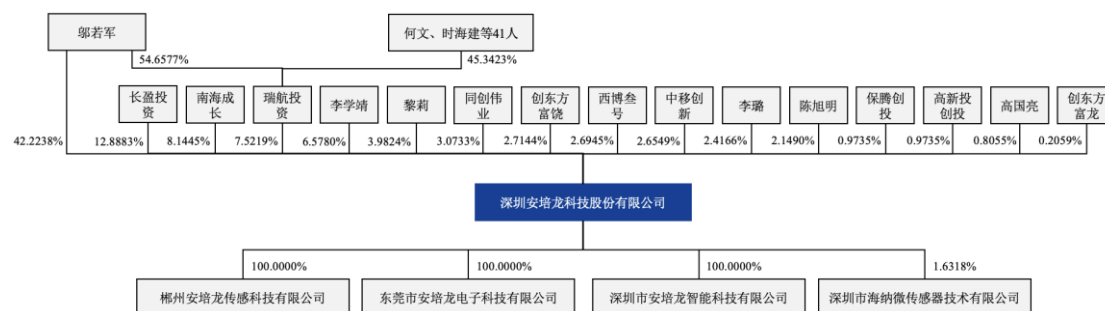 邬若军
何文、时海建等41人
54.6577%
45.3423%
长盈投
资
南海成
长
瑞航投
资
李学靖
黎莉
同创伟
业
创东方
富饶
西博叁
号
中移创
新
李璐
陈旭明
保腾创
投
高新投
创投
高国亮
创东方
富龙
42.2238%
12.8883%
8.1445%
7.5219%
6.5780%
3.9824%
3.0733%
2.7144%
2.6945%
2.6549%
2.4166%
2.1490%
0.9735%
0.9735%
0.8055%
0.2059%
深圳安培龙科技股份有限公司
100.0000%
100.0000%
100.0000%
1.6318%
郴州安培龙传感科技有限公司
东莞市安培龙电子科技有限公司
深圳市安培龙智能科技有限公司
深圳市海纳微传感器技术有限公司